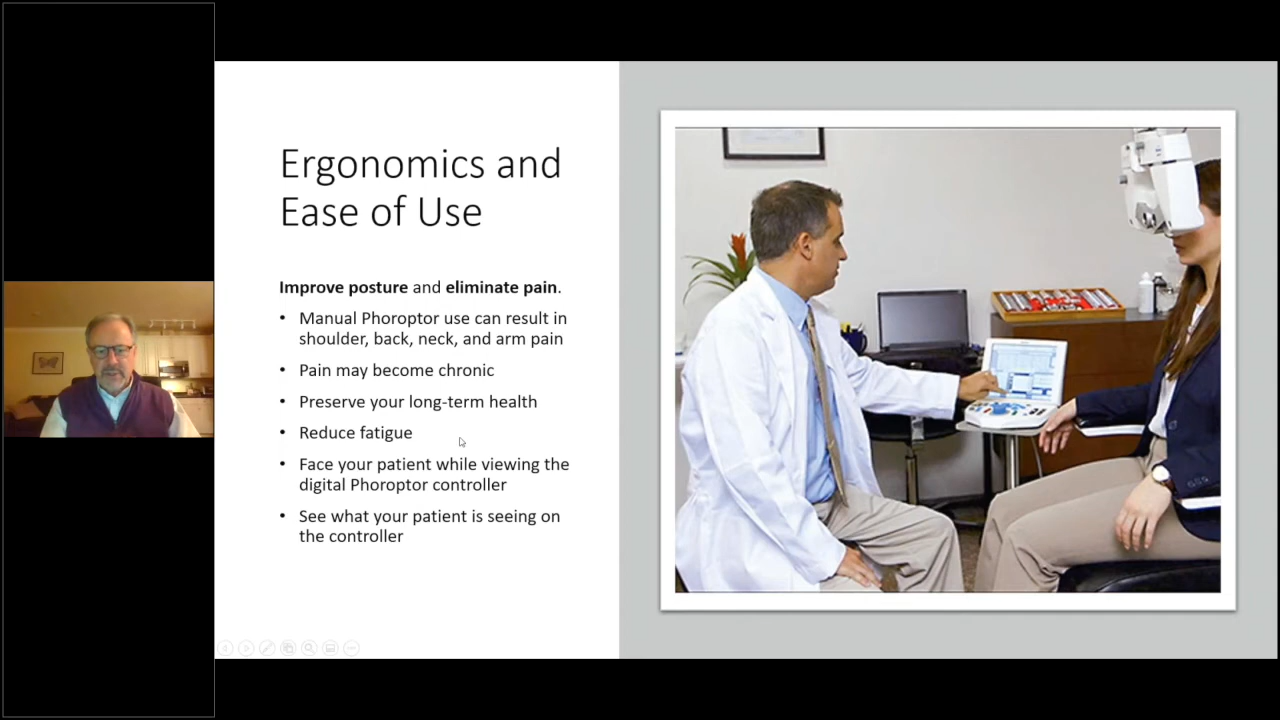 Ergonomics and
Ease of Use
Improve posture and eliminate pain.
• Manual Phoroptor use can result in
shoulder, back, neck, and arm pain
• Pain may become chronic
• Preserve your long-term health
• Reduce fatigue
• Face your patient while viewing the
digital Phoroptor controller
• See what your patient is seeing on
the controller